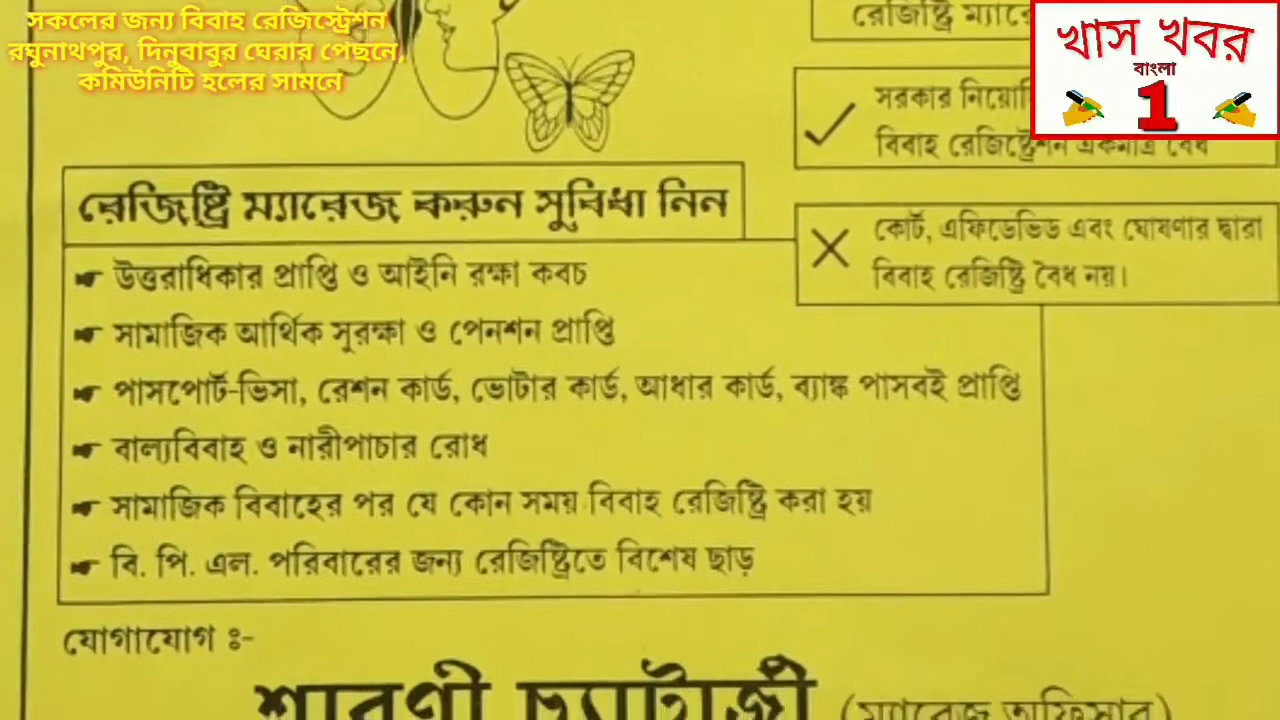 সকলের জন্য বিবাহ রেজিস্ট্রেশন
রঘুনাথপুর, দিনুবাবুর ঘেরার পেছনে,
কমিউনিটি হলের সামনে
রেজিষ্ট্রি
খাস খবর
বাংলা
1
সরকার
বিবাহ রেজিষ্ট্রেশন একমাত্র বৈধ
রেজিষ্ট্রি ম্যারেজ করুন সুবিধা নিন
কোর্ট, এফিডেভিড এবং ঘোষণার দ্বারা
বিবাহ রেজিষ্ট্রি বৈধ নয়।
☛ উত্তরাধিকার প্রাপ্তি ও আইনি রক্ষা কবচ
☛ সামাজিক আর্থিক সুরক্ষা ও পেনশন প্রাপ্তি
☛ পাসপোর্ট-ভিসা, রেশন কার্ড, ভোটার কার্ড, আধার কার্ড, ব্যাঙ্ক পাসবই প্রাপ্তি
☛ বাল্যবিবাহ ও নারীপাচার রোধ
☛ সামাজিক বিবাহের পর যে কোন সময় বিবাহ রেজিষ্ট্রি করা হয়
☛ বি. পি. এল. পরিবারের জন্য রেজিষ্ট্রিতে বিশেষ ছাড়
যোগাযোগ ঃ-
শ্রাবণী চ্যাটার্জী (ম্যারেজ অফিসার)